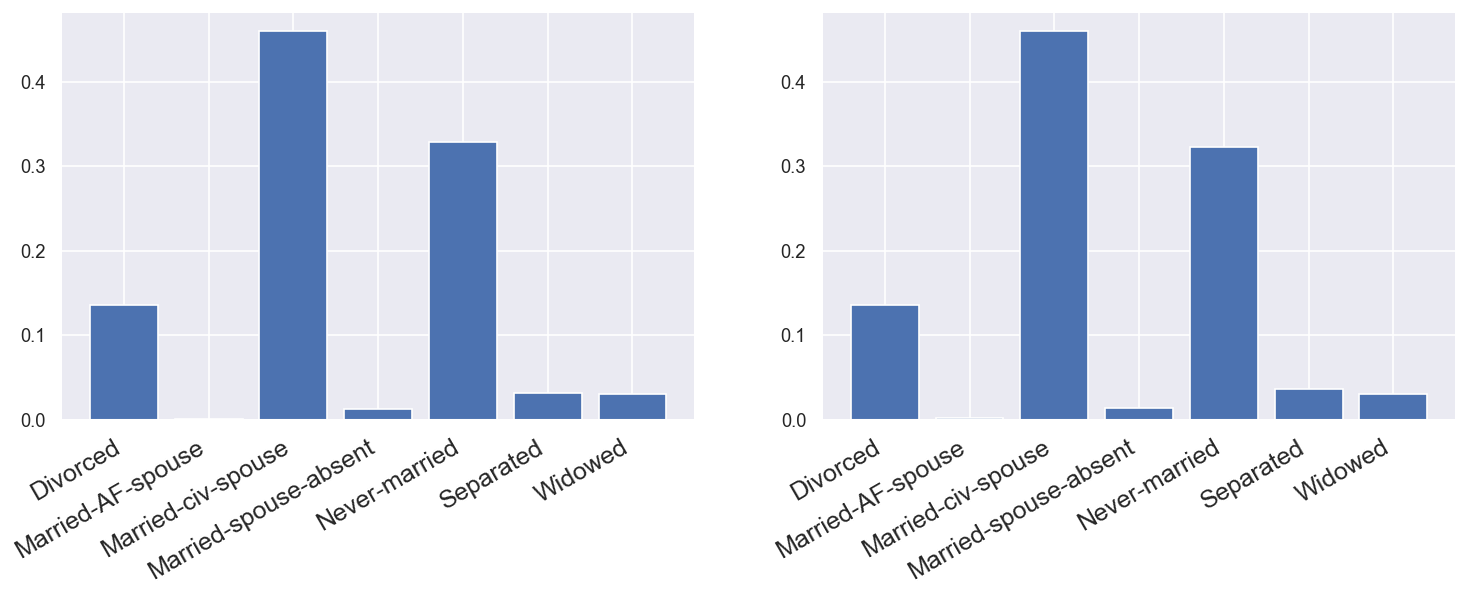 0.4
0.3
0.2
0.1
0.0
Divorced
Married-AF-spouse
Married-civ-spouse
Married-spouse-absent
Never-married
Separated
Widowed
0.4
0.3
0.2
0.1
0.0
Divorced
Married-AF-spouse
Married-civ-spouse
Married-spouse-absent
Never-married
Separated
Widowed